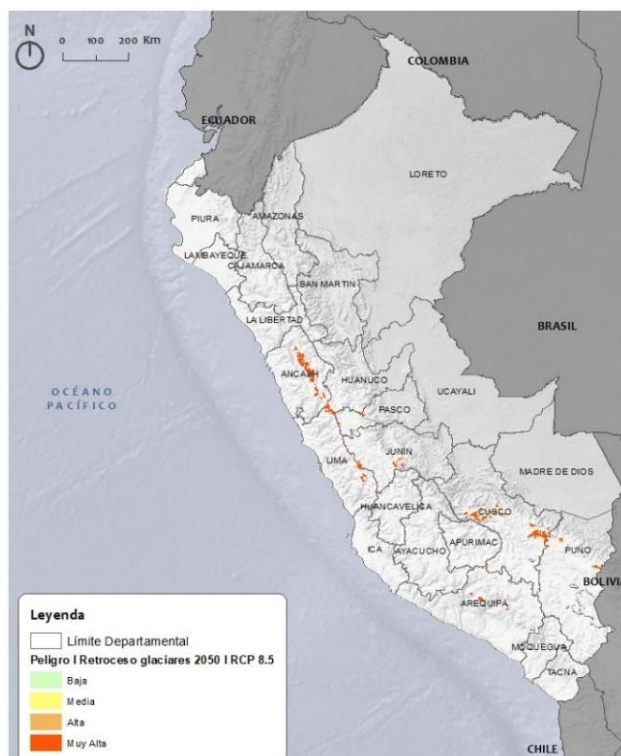 N
0 100 200 Km
COLOMBIA
ECUADOR
LORETO
PIURA
AMAZONAS
LAMBAYEQUE
CAJAMARCA
SAN MARTIN
LA LIBERTAD
BRASIL
ANCASH
HUANUCO
UCAYALI
OCÉANO
PACÍFICO
PASCO
LIMA
JUNIN
MADRE DE DIOS
HUANCAVELICA
CUSCO
ICA
AYACUCHO
APURIMAC
PUNO
BOLIVIA
AREQUIPA
MOQUEGUA
TACNA
CHILE
Leyenda
Límite Departamental
Peligro I Retroceso glaciares 2050 I RCP 8.5
Baja
Media
Alta
Muy Alta